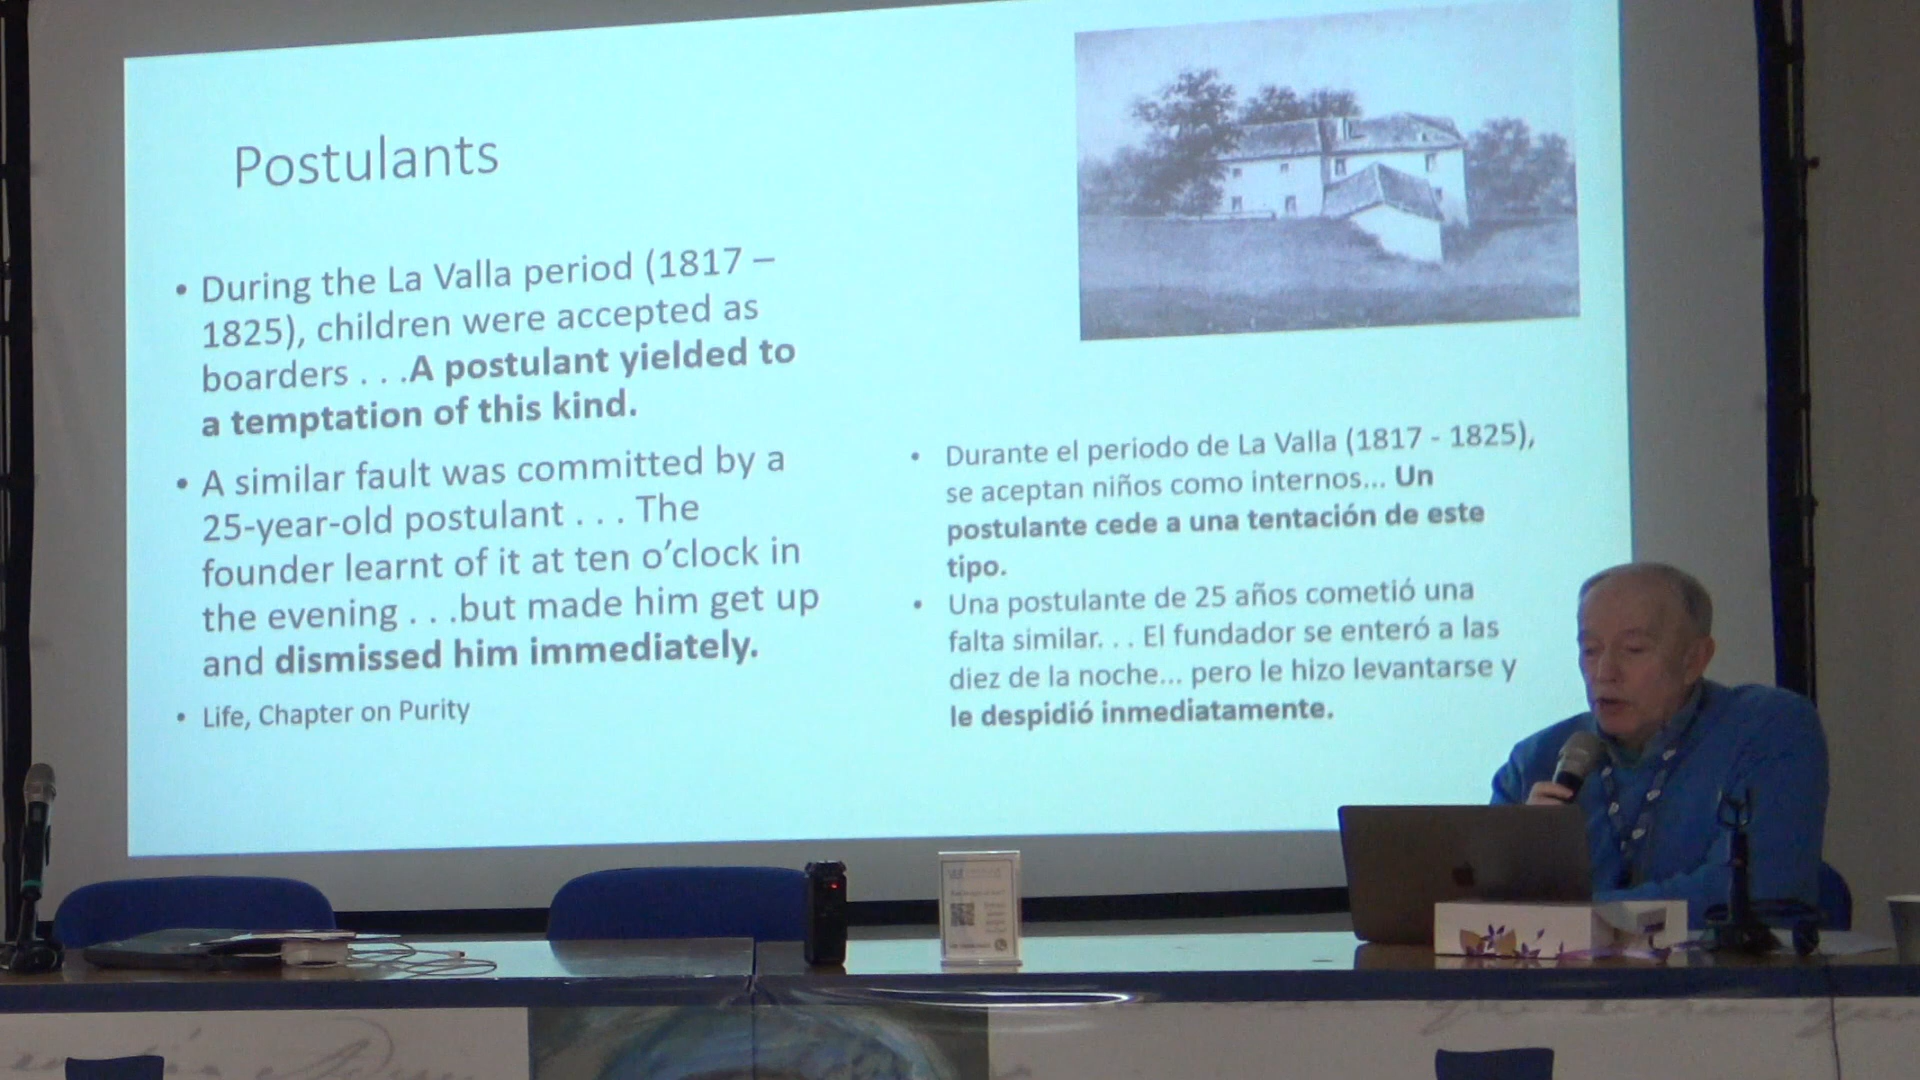 Postulants
• During the La Valla period (1817 –
1825), children were accepted as
boarders . . .A postulant yielded to
a temptation of this kind.
• A similar fault was committed by a
25-year-old postulant . . . The
founder learnt of it at ten o’clock in
the evening . . .but made him get up
and dismissed him immediately.
• Life, Chapter on Purity
• Durante el periodo de La Valla (1817 - 1825),
se aceptan niños como internos... Un
postulante cede a una tentación de este
tipo.
• Una postulante de 25 años cometió una
falta similar. . . El fundador se enteró a las
diez de la noche... pero le hizo levantarse y
le despidió inmediatamente.